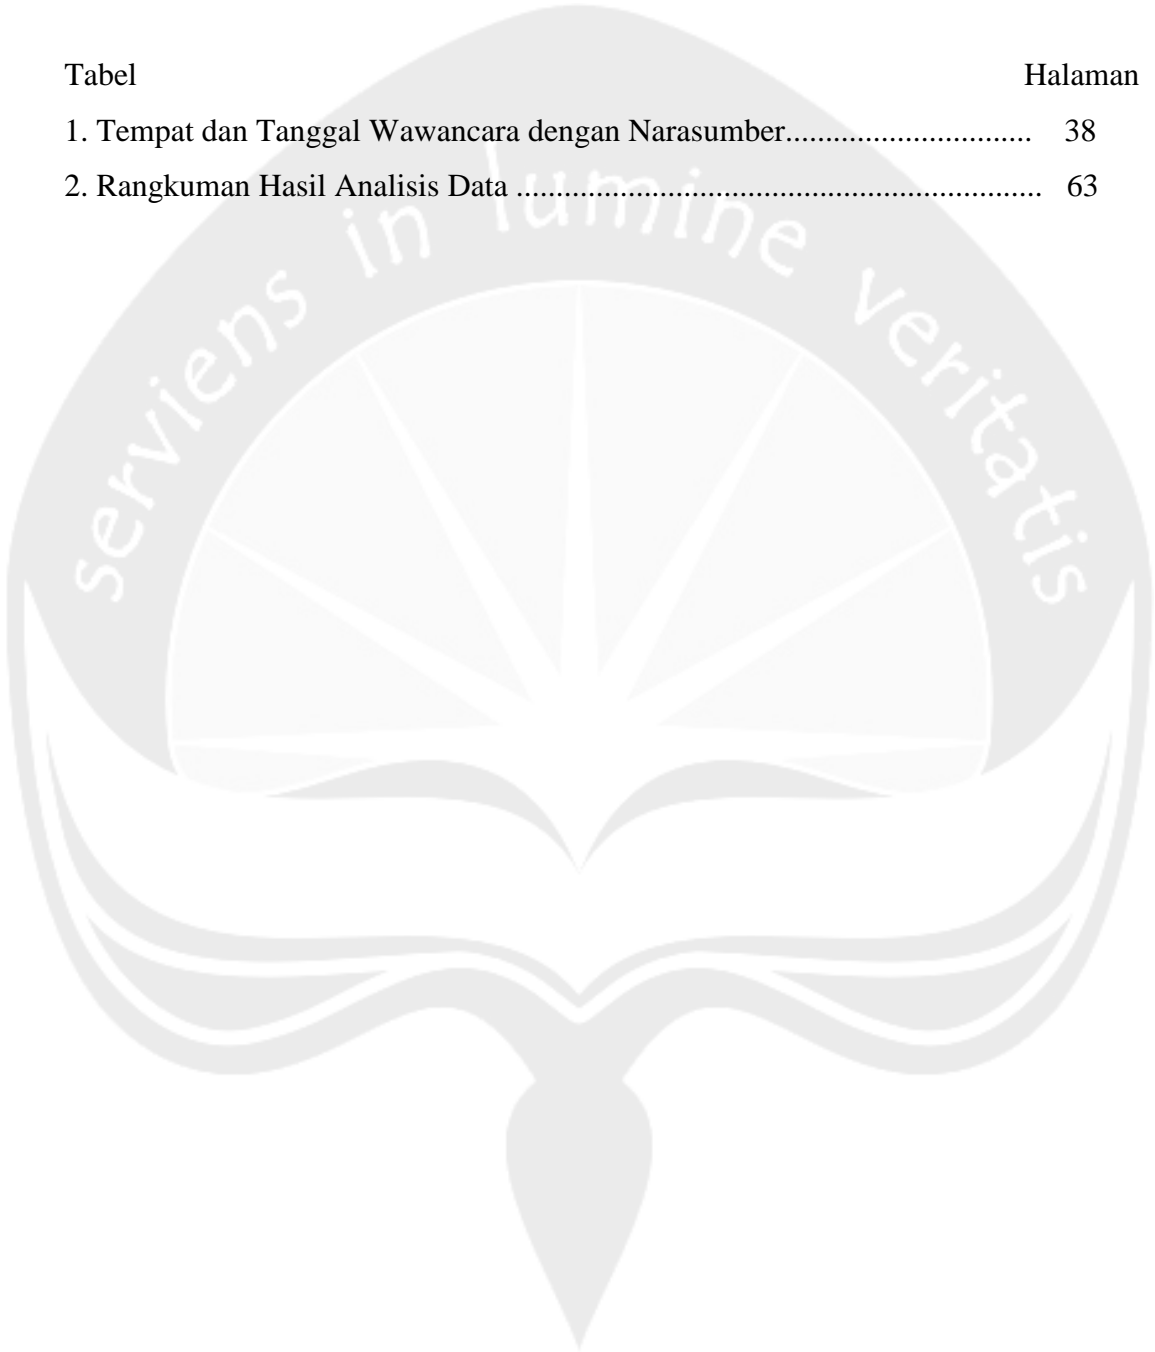 Tabel Halaman
1. Tempat dan Tanggal Wawancara dengan Narasumber............................... 38
2. Rangkuman Hasil Analisis Data .................................................................. 63
serviens in lumine veritatis